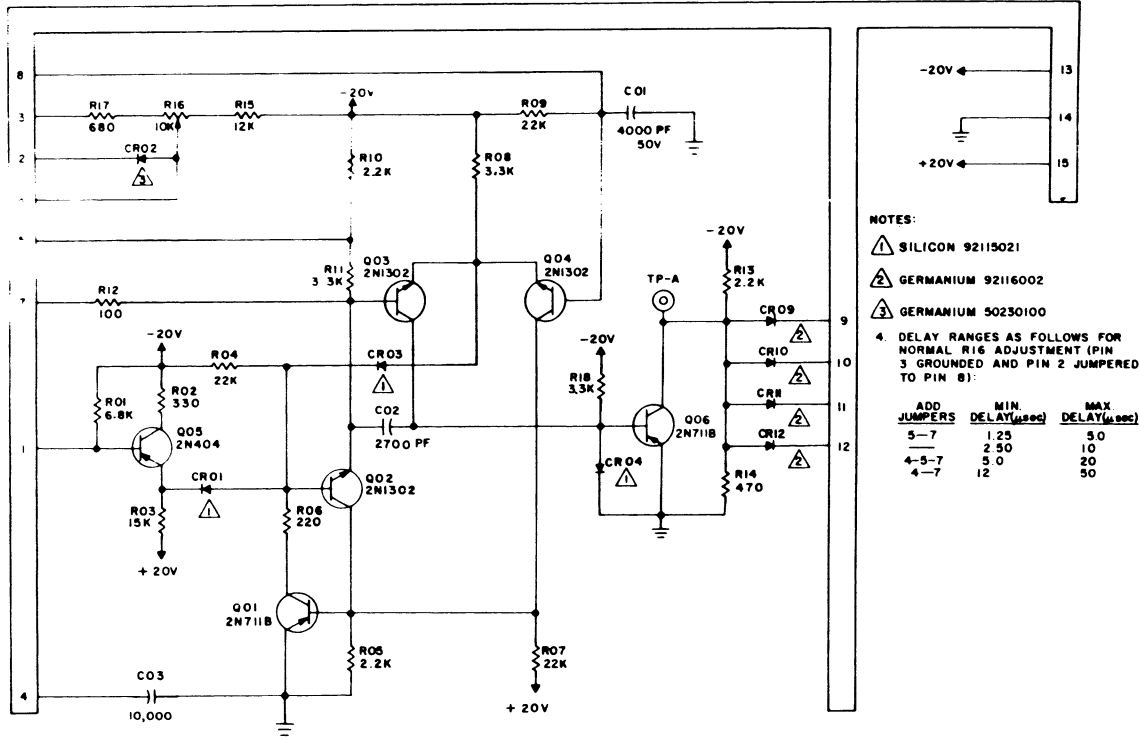 8
-20V
13
3
R17
680
R16
10K
R15
12K
-20V
R09
22K
C01
4000 PF
50V
14
2
CR02
3
R10
2.2K
R08
3.3K
+20V
15
NOTES:
1 SILICON 92115021
2 GERMANIUM 92116002
3 GERMANIUM 50230100
4. DELAY RANGES AS FOLLOWS FOR
NORMAL R16 ADJUSTMENT (PIN
3 GROUNDED AND PIN 2 JUMPERED
TO PIN 8):
ADD JUMPERS MIN. DELAY(µsec) MAX DELAY(µsec)
5-7 1.25 5.0
— 2.50 10
4-5-7 5.0 20
4-7 12 50
R11
3 3K
Q03
2N1302
Q04
2N1302
-20V
R13
2.2K
TP-A
7
R12
100
CR09
2
9
-20V
R04
22K
CR03
1
-20V
CR10
2
10
R01
6.8K
R02
330
R18
3.3K
CR11
2
11
C02
2700 PF
Q06
2N711B
CR12
2
12
1
Q05
2N404
CR04
1
R14
470
CR01
1
Q02
2N1302
R03
15K
R06
220
+ 20V
Q01
2N711B
R05
2.2K
R07
22K
4
C03
10,000
+ 20V